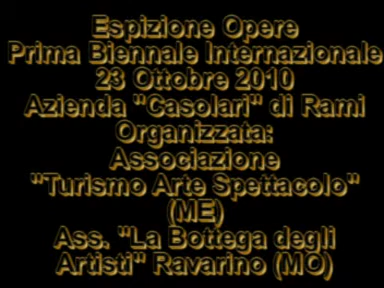 Espizione Opere
Prima Biennale Internazionale
23 Ottobre 2010
Azienda "Casolari" di Rami
Organizzata:
Associazione
"Turismo Arte Spettacolo"
(ME)
Ass. "La Bottega degli
Artisti" Ravarino (MO)